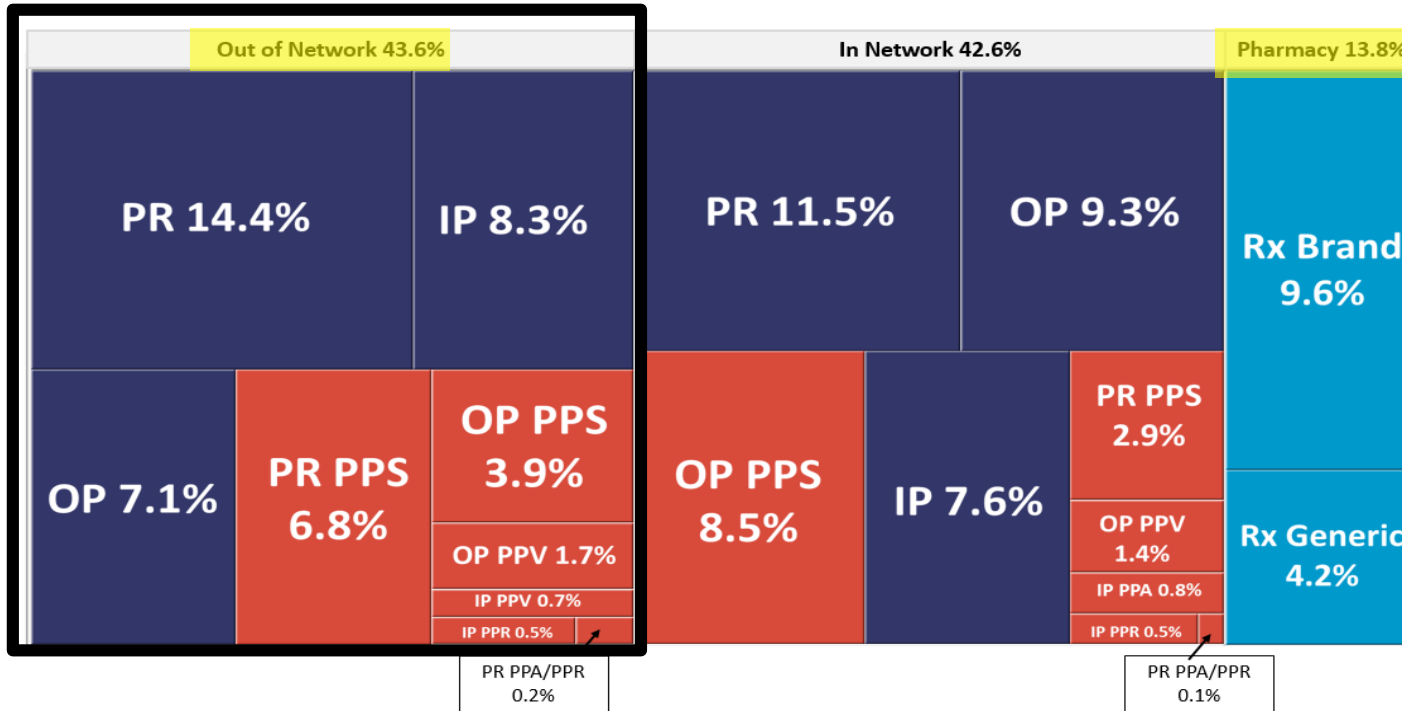 Out of Network 43.6%
In Network 42.6%
Pharmacy 13.8%
PR 14.4%
IP 8.3%
OP 7.1%
PR PPS
6.8%
OP PPS
3.9%
OP PPV 1.7%
IP PPV 0.7%
IP PPR 0.5%
PR PPA/PPR
0.2%
PR 11.5%
OP 9.3%
OP PPS
8.5%
IP 7.6%
PR PPS
2.9%
OP PPV
1.4%
IP PPA 0.8%
IP PPR 0.5%
PR PPA/PPR
0.1%
Rx Brand
9.6%
Rx Generic
4.2%